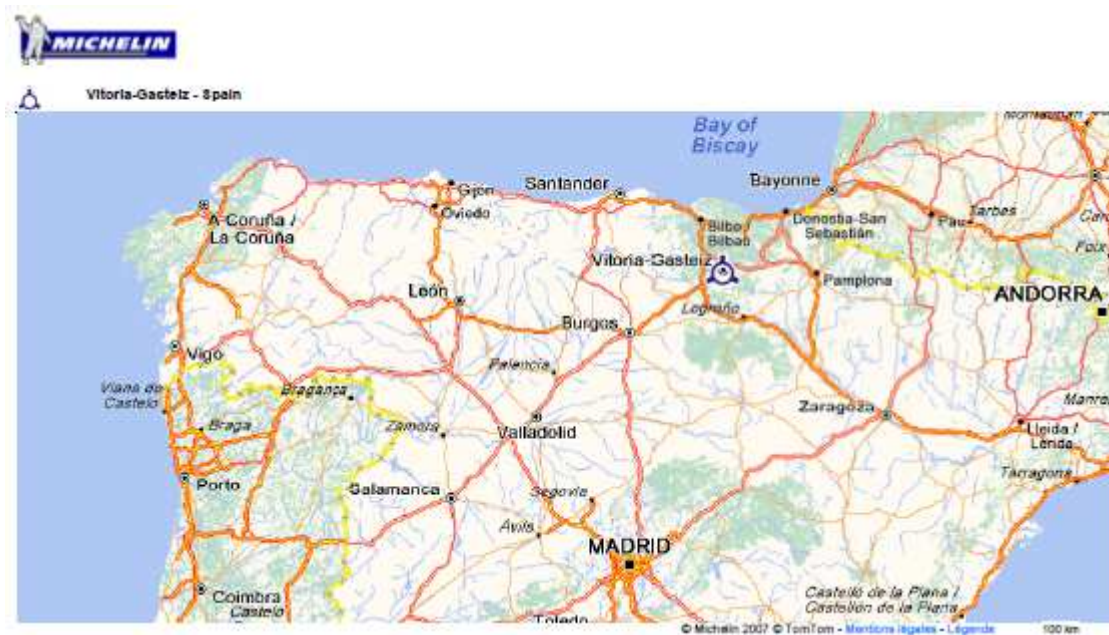 MICHELIN
Vitoria-Gasteiz - Spain
Bay of
Biscay
Gijon
Santander
Bayonne
A Coruña /
La Coruña
Oviedo
Bilbo /
Bilbao
Donostia-San
Sebastián
Pau
Tarbes
Foix
Vitoria-Gasteiz
Pamplona
León
ANDORRA
Logroño
Burgos
Vigo
Palencia
Viana do
Castelo
Bragança
Zaragoza
Braga
Zamora
Valladolid
Lleida /
Lérida
Tarragona
Porto
Salamanca
Segovia
Avila
MADRID
Coimbra
Castelo
Castelló de la Plana /
Castellón de la Plana
Toledo
© Michelin 2007 © TomTom - Mentions légales - Légende
100 km